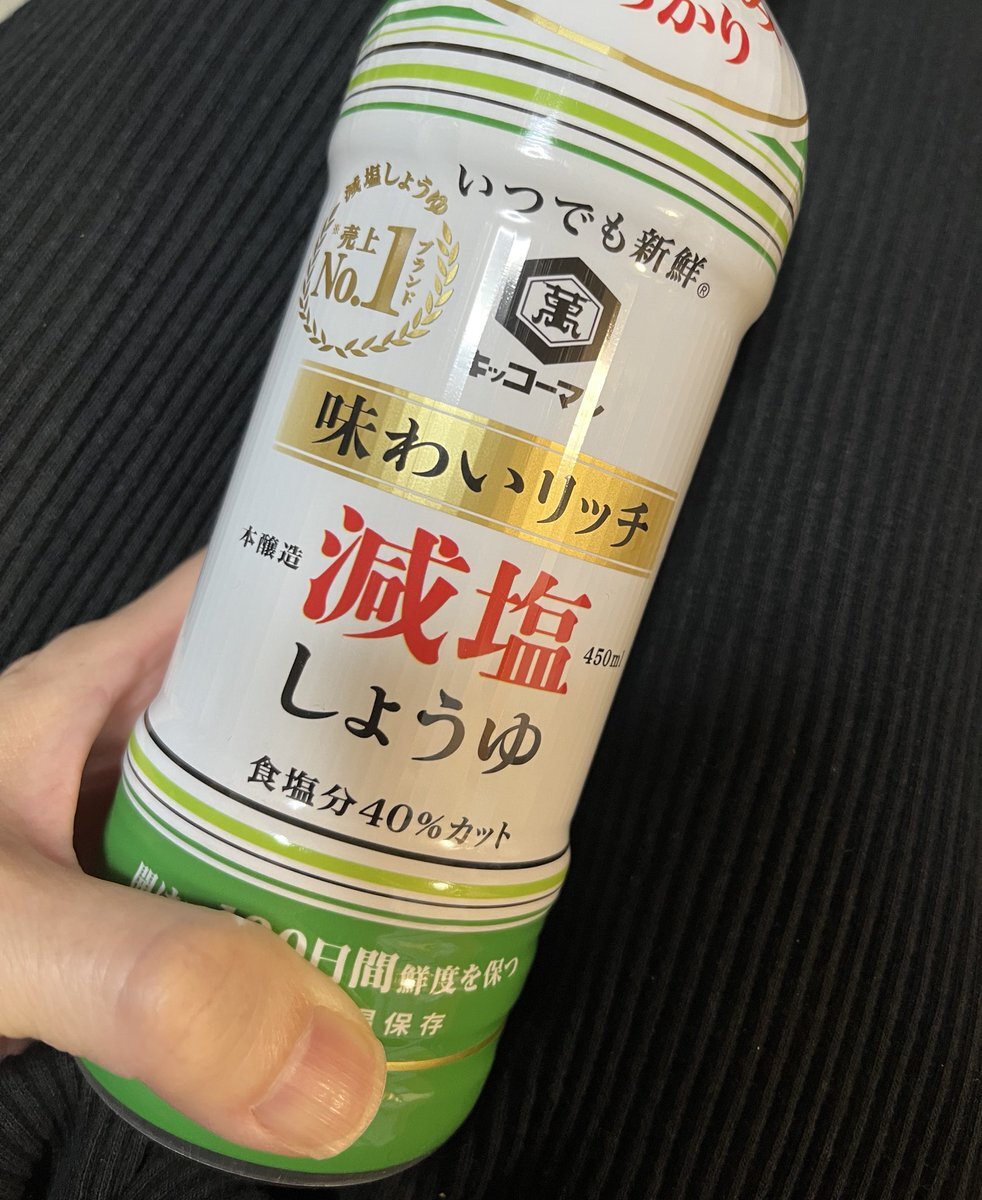 減塩しょうゆ
※売上
No.1
ブランド
いつでも新鮮®
萬
キッコーマン
味わいリッチ
本醸造
減塩
しょうゆ
450ml
食塩分40%カット
日間鮮度を保つ
保存